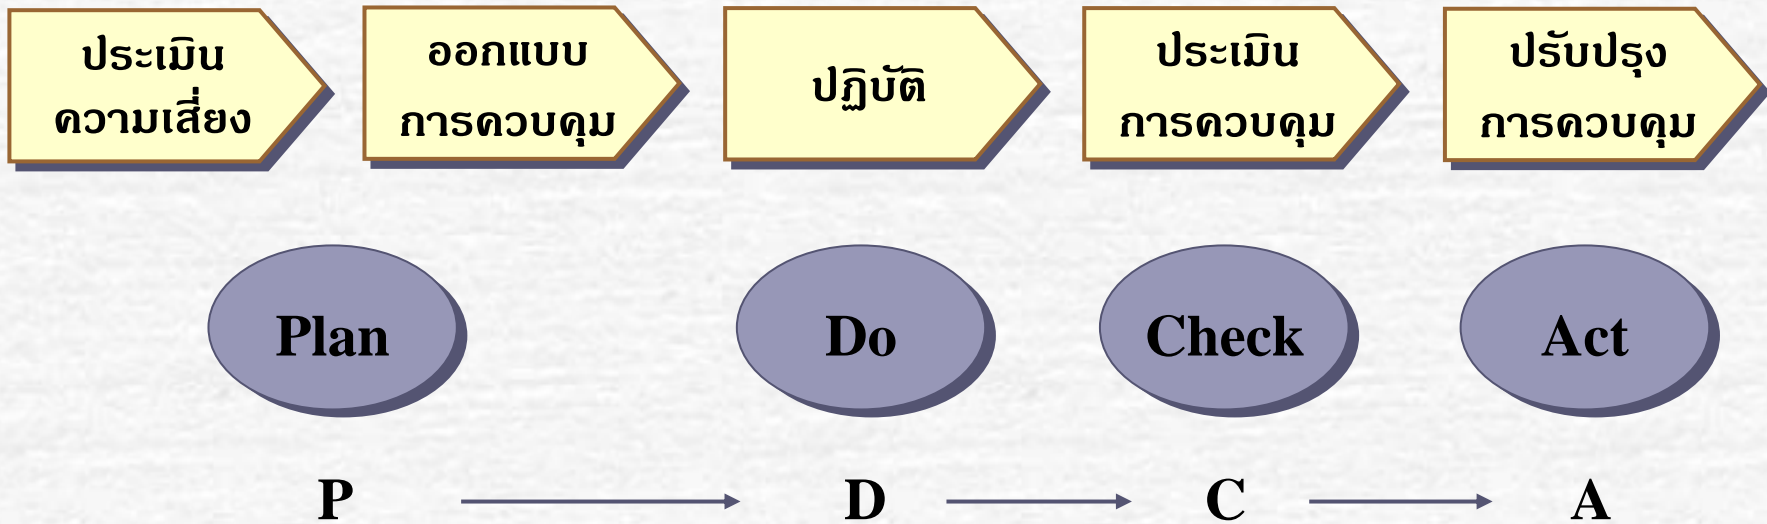 ประเมิน
ความเสี่ยง
ออกแบบ
การควบคุม
ปฏิบัติ
ประเมิน
การควบคุม
ปรับปรุง
การควบคุม
Plan
Do
Check
Act
P
D
C
A